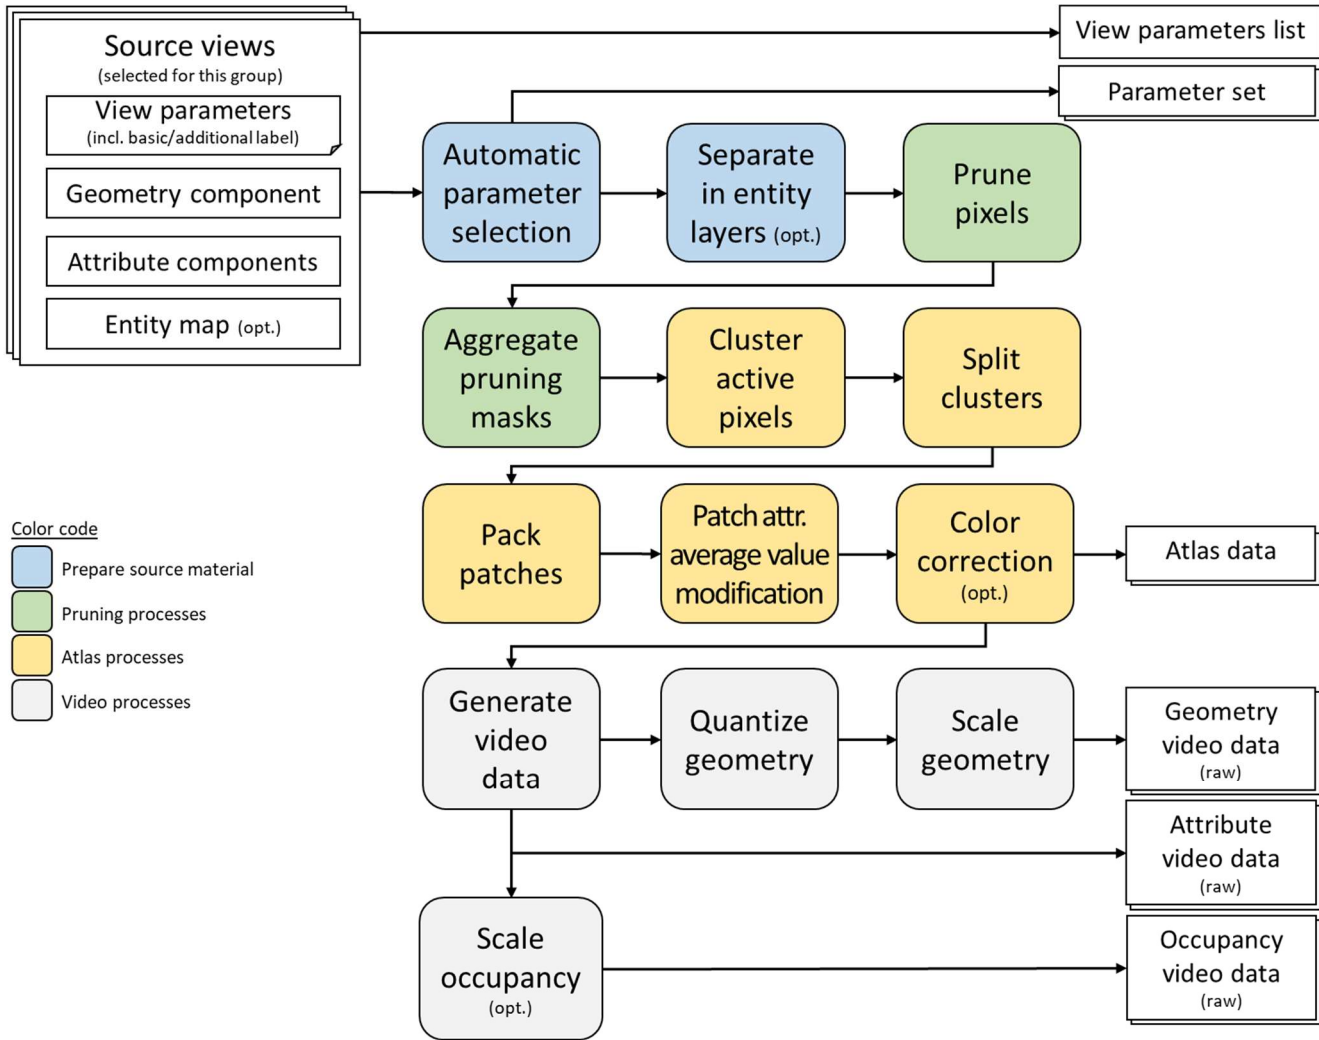 Source views
(selected for this group)
View parameters
(incl. basic/additional label)
Geometry component
Attribute components
Entity map (opt.)
View parameters list
Parameter set
Automatic
parameter
selection
Separate
in entity
layers (opt.)
Prune
pixels
Aggregate
pruning
masks
Cluster
active
pixels
Split
clusters
Pack
patches
Patch attr.
average value
modification
Color
correction
(opt.)
Atlas data
Color code
Prepare source material
Pruning processes
Atlas processes
Video processes
Generate
video
data
Quantize
geometry
Scale
geometry
Geometry
video data
(raw)
Attribute
video data
(raw)
Scale
occupancy
(opt.)
Occupancy
video data
(raw)